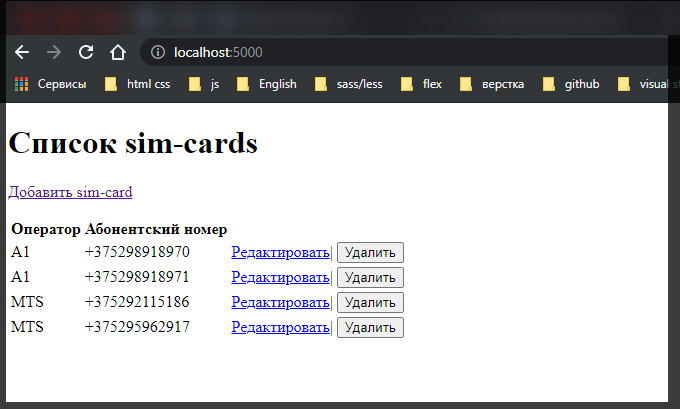 localhost:5000
Сервисы html css js English sass/less flex верстка github visual st
Список sim-cards
Добавить sim-card
Оператор Абонентский номер
A1 +375298918970 Редактировать| Удалить
A1 +375298918971 Редактировать| Удалить
MTS +375292115186 Редактировать| Удалить
MTS +375295962917 Редактировать| Удалить